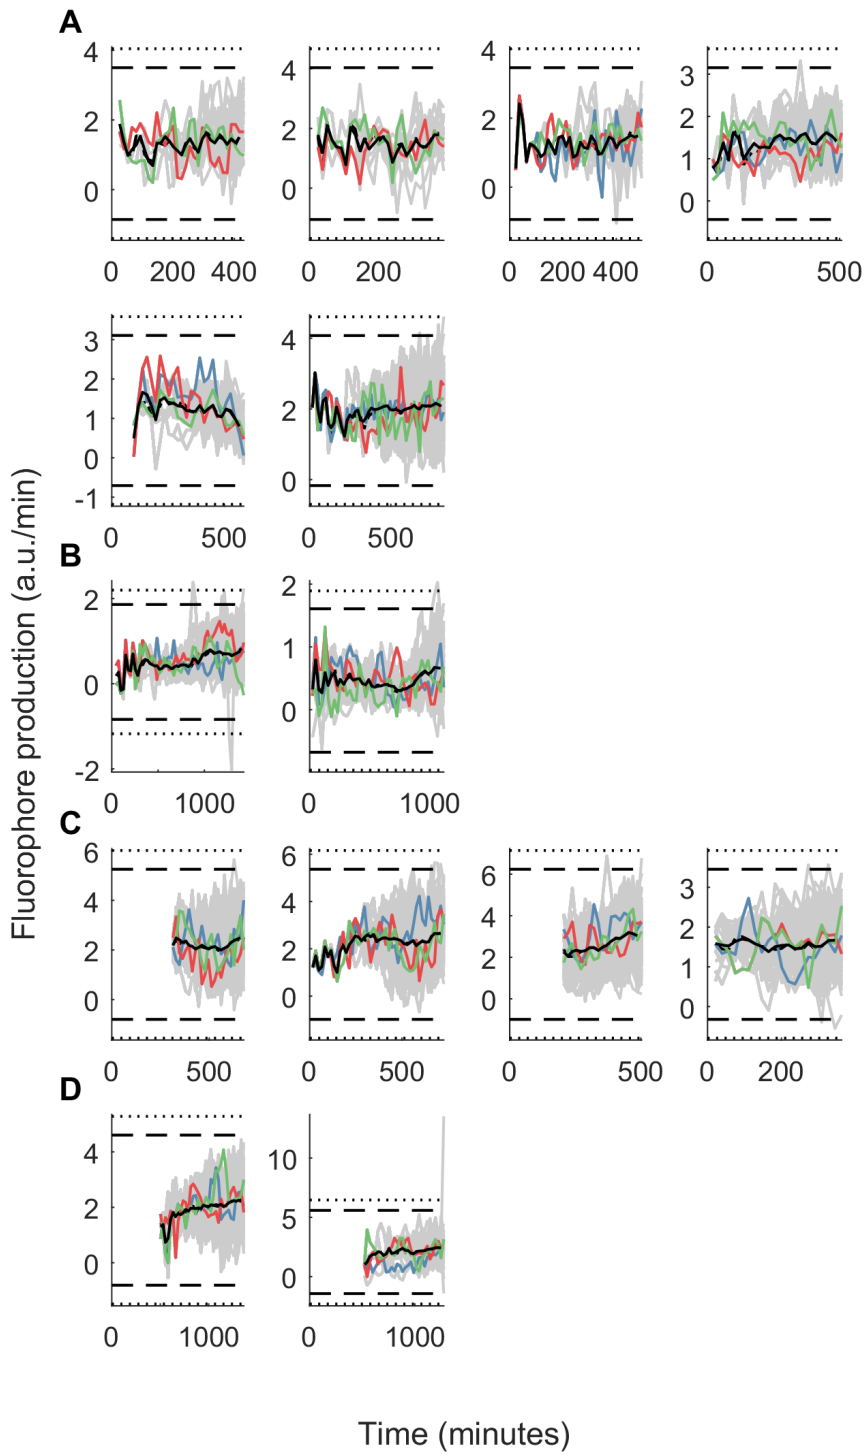 A
4 4 4 3
2 2 2 2
0 0 0 1
0
0 200 400 0 200 0 200 400 0 500
3 4
2 2
1 0
0
-1
0 500 0 500
Fluorophore production (a.u./min)
B
2 2
0 1
-2 0
0 1000 0 1000
C
6 6 6 3
4 4 4 2
2 2 2 1
0 0 0 0
0 500 0 500 0 500 0 200
D
4 10
2 5
0 0
0 1000 0 1000
Time (minutes)